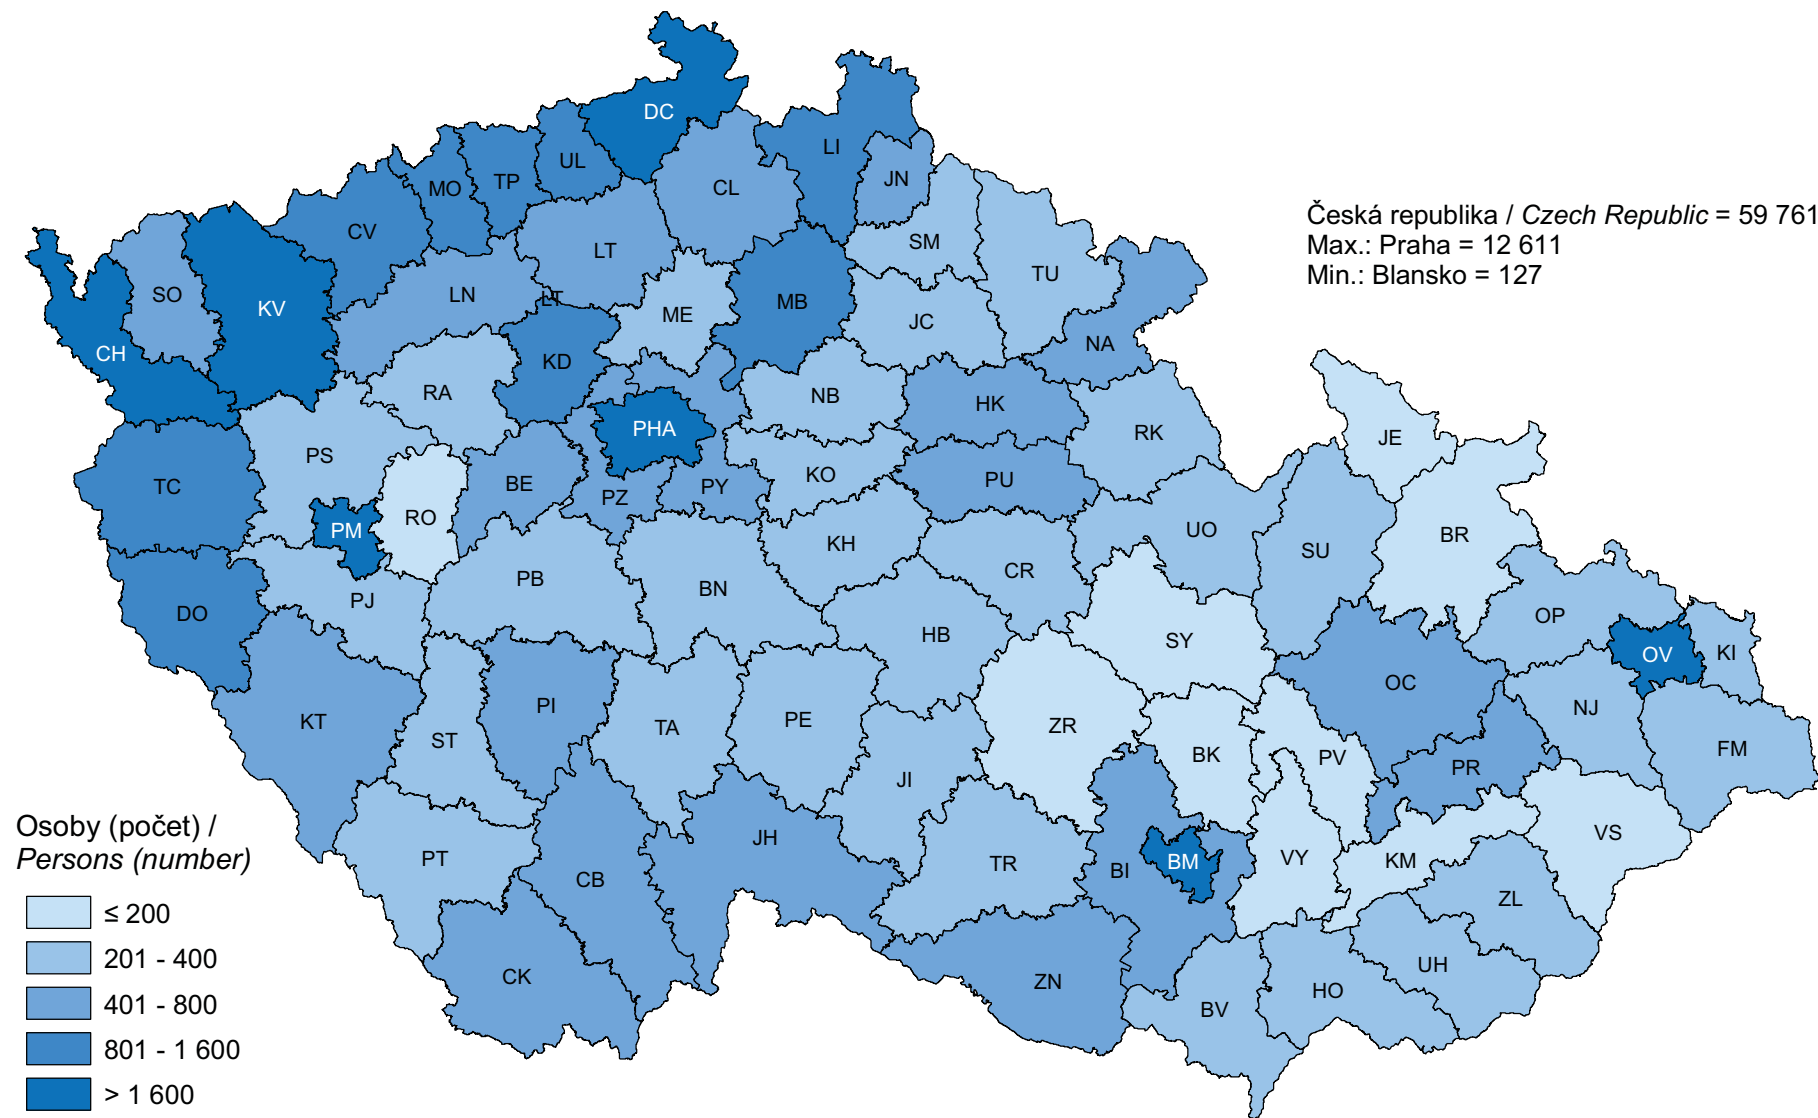 DC
LI
UL
TP
MO
CL
JN
CV
SM
LT
TU
SO
KV
LN
LT
MB
ME
JC
NA
CH
KD
RA
NB
HK
PHA
RK
JE
PS
KO
TC
BE
PZ
PY
PU
RO
PM
UO
BR
SU
KH
CR
PB
BN
PJ
DO
HB
SY
OP
OV
KI
OC
PI
NJ
KT
ST
TA
PE
ZR
BK
PV
FM
PR
JI
VS
JH
PT
CB
TR
BI
BM
VY
KM
ZL
CK
ZN
UH
HO
BV
Česká republika / Czech Republic = 59 761
Max.: Praha = 12 611
Min.: Blansko = 127
Osoby (počet) /
Persons (number)
≤ 200
201 - 400
401 - 800
801 - 1 600
> 1 600